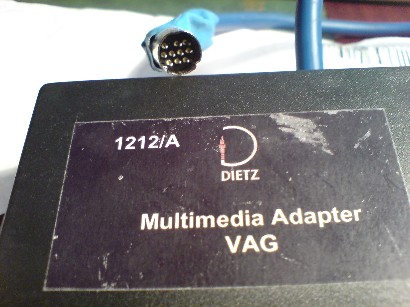 1212/A
DIETZ
Multimedia Adapter
VAG